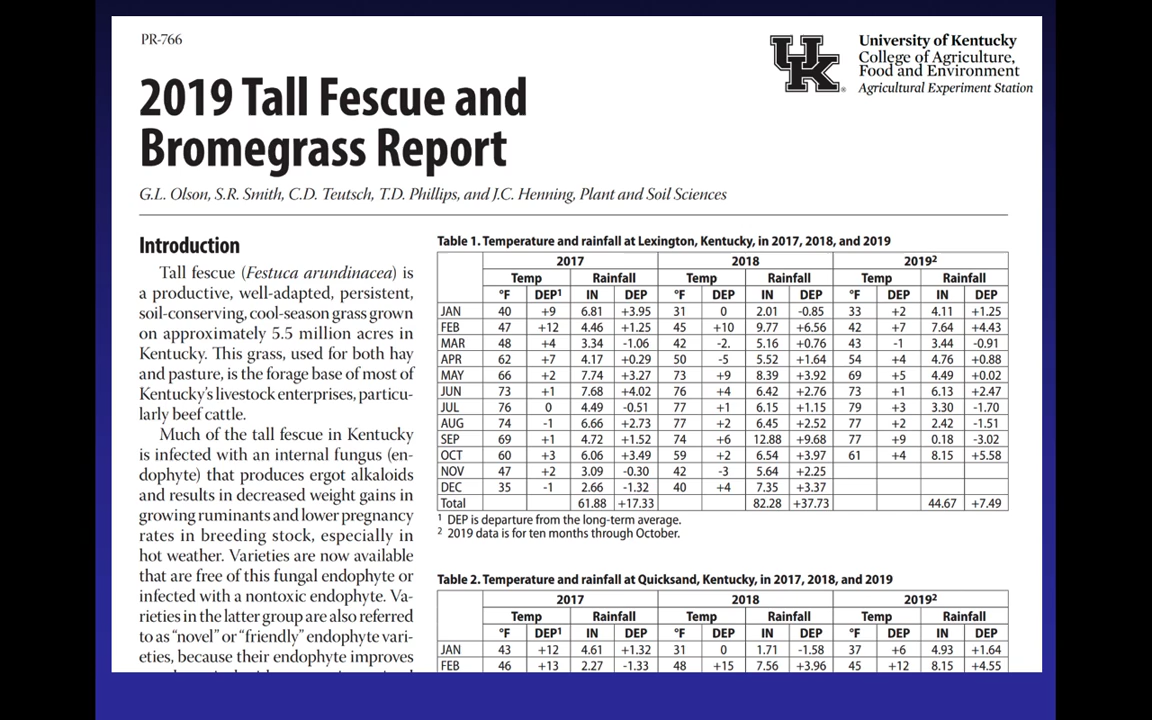 PR-766
University of Kentucky
College of Agriculture,
Food and Environment
Agricultural Experiment Station
2019 Tall Fescue and
Bromegrass Report
G.L. Olson, S.R. Smith, C.D. Teutsch, T.D. Phillips, and J.C. Henning, Plant and Soil Sciences
Introduction
Tall fescue (Festuca arundinacea) is
a productive, well-adapted, persistent,
soil-conserving, cool-season grass grown
on approximately 5.5 million acres in
Kentucky. This grass, used for both hay
and pasture, is the forage base of most of
Kentucky's livestock enterprises, particu-
larly beef cattle.
Much of the tall fescue in Kentucky
is infected with an internal fungus (en-
dophyte) that produces ergot alkaloids
and results in decreased weight gains in
growing ruminants and lower pregnancy
rates in breeding stock, especially in
hot weather. Varieties are now available
that are free of this fungal endophyte or
infected with a nontoxic endophyte. Va-
rieties in the latter group are also referred
to as “novel” or “friendly” endophyte vari-
eties, because their endophyte improves
Table 1. Temperature and rainfall at Lexington, Kentucky, in 2017, 2018, and 2019
2017 2018 2019²
Temp Rainfall Temp Rainfall Temp Rainfall
°F DEP¹ IN DEP °F DEP IN DEP °F DEP IN DEP
JAN 40 +9 6.81 +3.95 31 0 2.01 -0.85 33 +2 4.11 +1.25
FEB 47 +12 4.46 +1.25 45 +10 9.77 +6.56 42 +7 7.64 +4.43
MAR 48 +4 3.34 -1.06 42 -2. 5.16 +0.76 43 -1 3.44 -0.91
APR 62 +7 4.17 +0.29 50 -5 5.52 +1.64 54 +4 4.76 +0.88
MAY 66 +2 7.74 +3.27 73 +9 8.39 +3.92 69 +5 4.49 +0.02
JUN 73 +1 7.68 +4.02 76 +4 6.42 +2.76 73 +1 6.13 +2.47
JUL 76 0 4.49 -0.51 77 +1 6.15 +1.15 79 +3 3.30 -1.70
AUG 74 -1 6.66 +2.73 77 +2 6.45 +2.52 77 +2 2.42 -1.51
SEP 69 +1 4.72 +1.52 74 +6 12.88 +9.68 77 +9 0.18 -3.02
OCT 60 +3 6.06 +3.49 59 +2 6.54 +3.97 61 +4 8.15 +5.58
NOV 47 +2 3.09 -0.30 42 -3 5.64 +2.25
DEC 35 -1 2.66 -1.32 40 +4 7.35 +3.37
Total 61.88 +17.33 82.28 +37.73 44.67 +7.49
¹ DEP is departure from the long-term average.
² 2019 data is for ten months through October.
Table 2. Temperature and rainfall at Quicksand, Kentucky, in 2017, 2018, and 2019
2017 2018 2019²
Temp Rainfall Temp Rainfall Temp Rainfall
°F DEP¹ IN DEP °F DEP IN DEP °F DEP IN DEP
JAN 43 +12 4.61 +1.32 31 0 1.71 -1.58 37 +6 4.93 +1.64
FEB 46 +13 2.27 -1.33 48 +15 7.56 +3.96 45 +12 8.15 +4.55